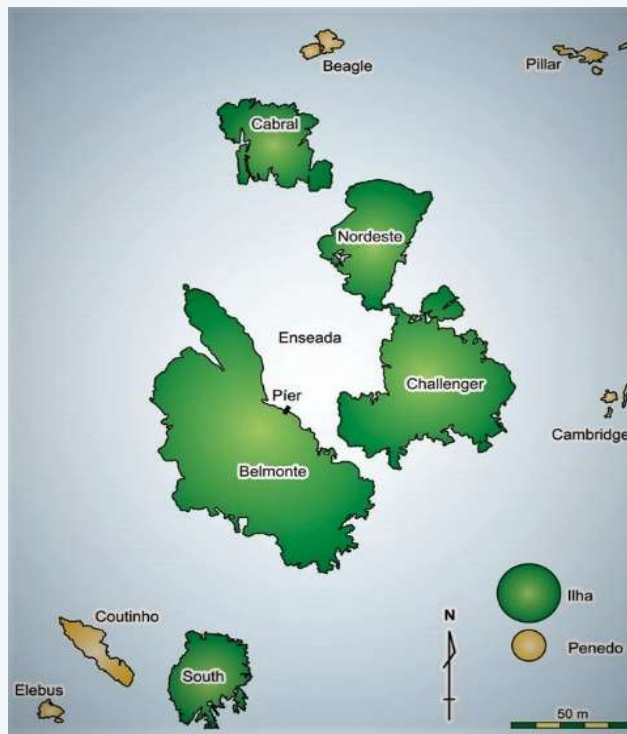 Beagle
Pillar
Cabral
Nordeste
Enseada
Challenger
Píer
Cambridge
Belmonte
Ilha
Coutinho
N
Penedo
South
Elebus
50 m